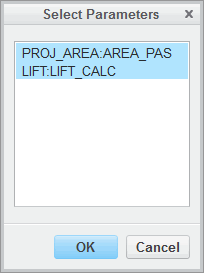 Select Parameters
PROJ_AREA:AREA_PAS
LIFT:LIFT_CALC
OK Cancel